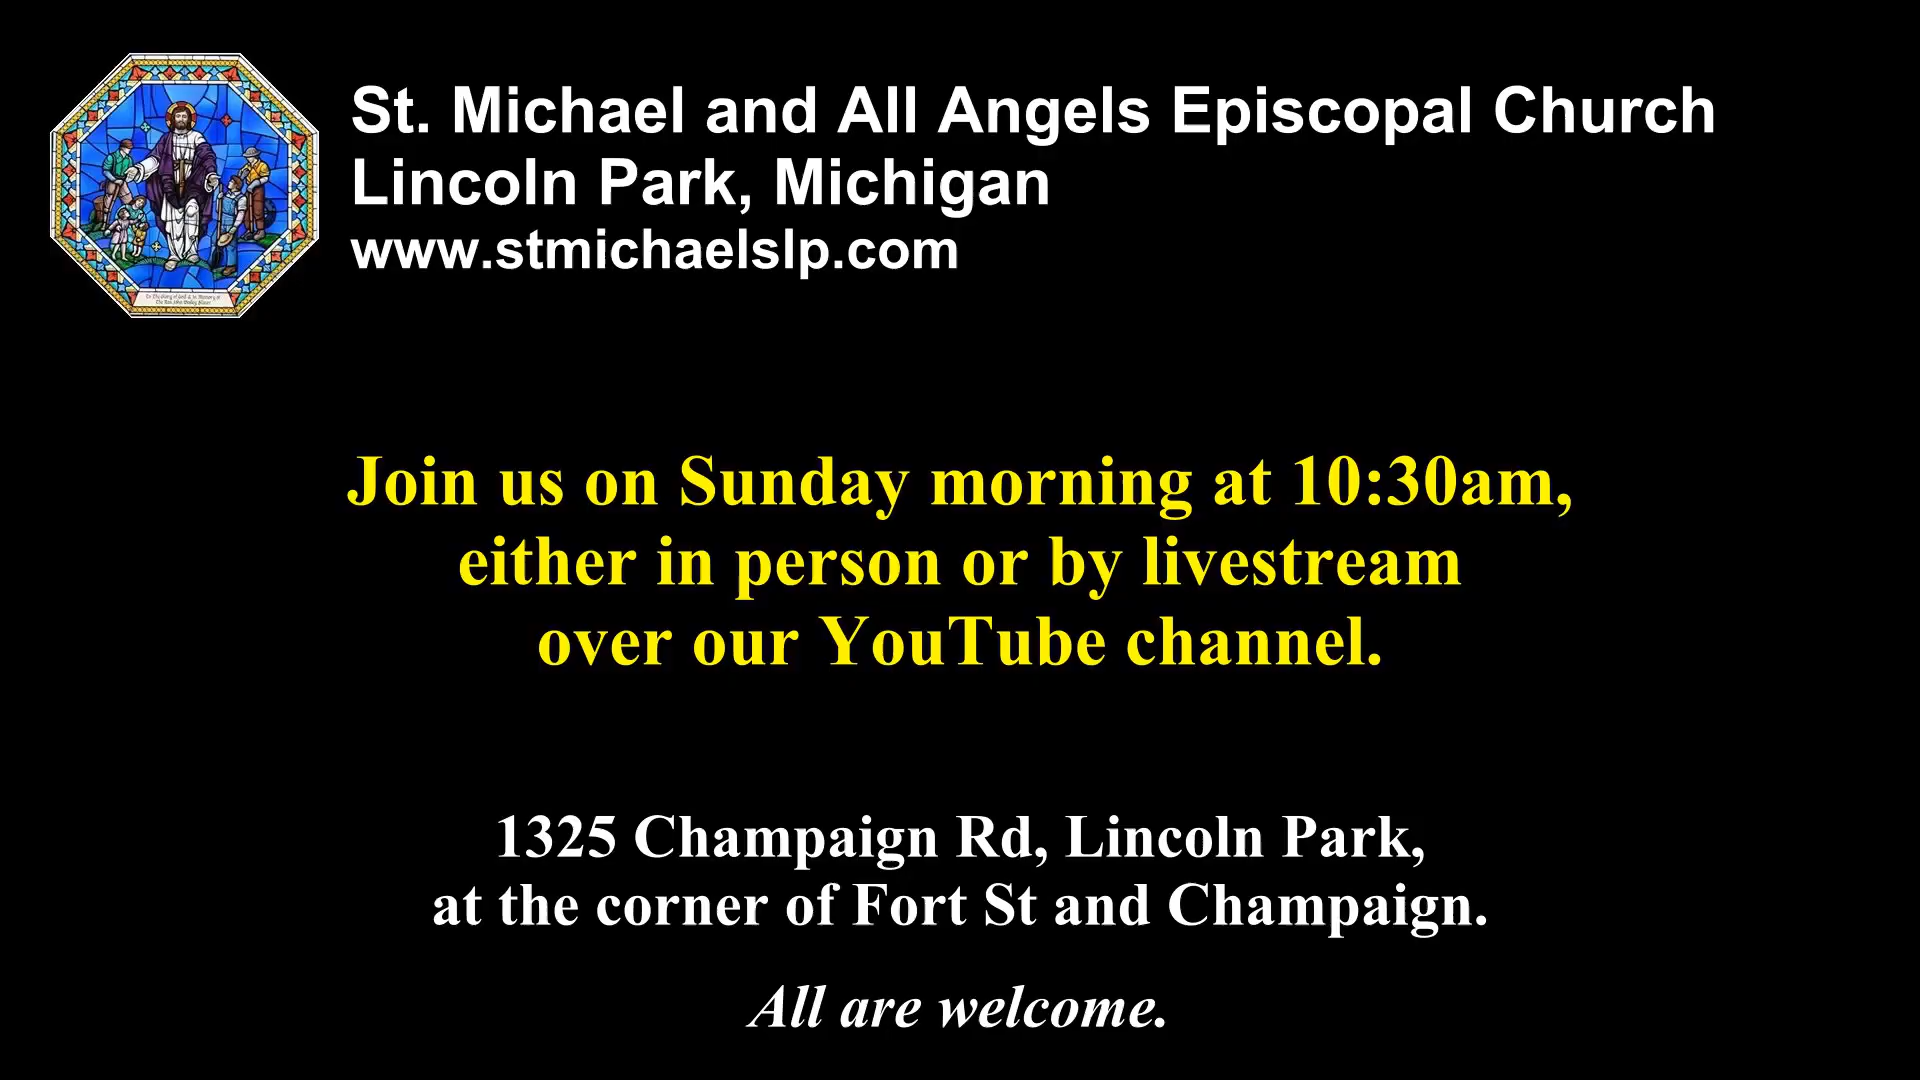 St. Michael and All Angels Episcopal Church
Lincoln Park, Michigan
www.stmichaelslp.com
Join us on Sunday morning at 10:30am,
either in person or by livestream
over our YouTube channel.
1325 Champaign Rd, Lincoln Park,
at the corner of Fort St and Champaign.
All are welcome.